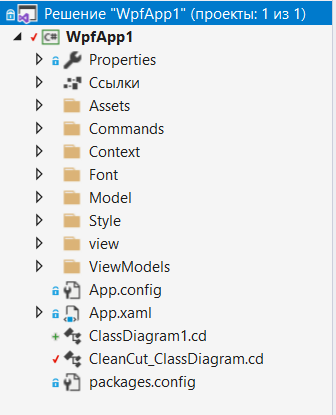 Решение "WpfApp1" (проекты: 1 из 1)
C# WpfApp1
Properties
Ссылки
Assets
Commands
Context
Font
Model
Style
view
ViewModels
App.config
App.xaml
ClassDiagram1.cd
CleanCut_ClassDiagram.cd
packages.config